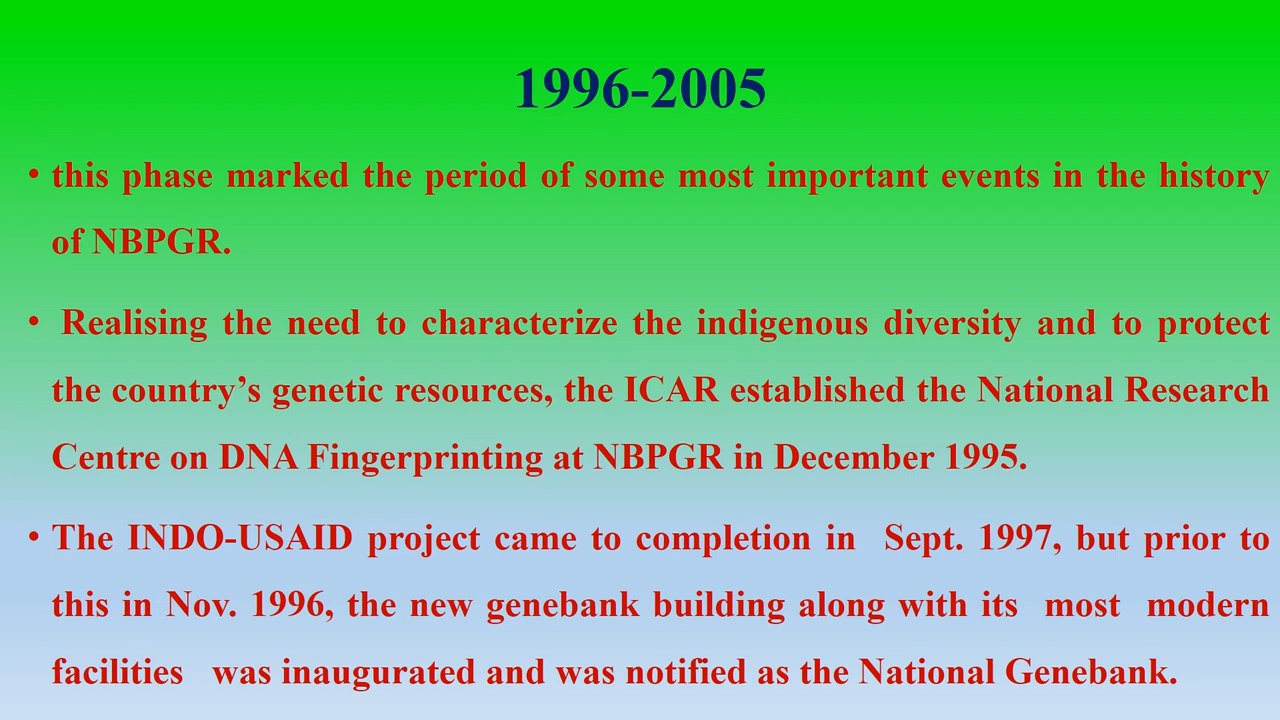 1996-2005
• this phase marked the period of some most important events in the history
of NBPGR.
• Realising the need to characterize the indigenous diversity and to protect
the country’s genetic resources, the ICAR established the National Research
Centre on DNA Fingerprinting at NBPGR in December 1995.
• The INDO-USAID project came to completion in Sept. 1997, but prior to
this in Nov. 1996, the new genebank building along with its most modern
facilities was inaugurated and was notified as the National Genebank.